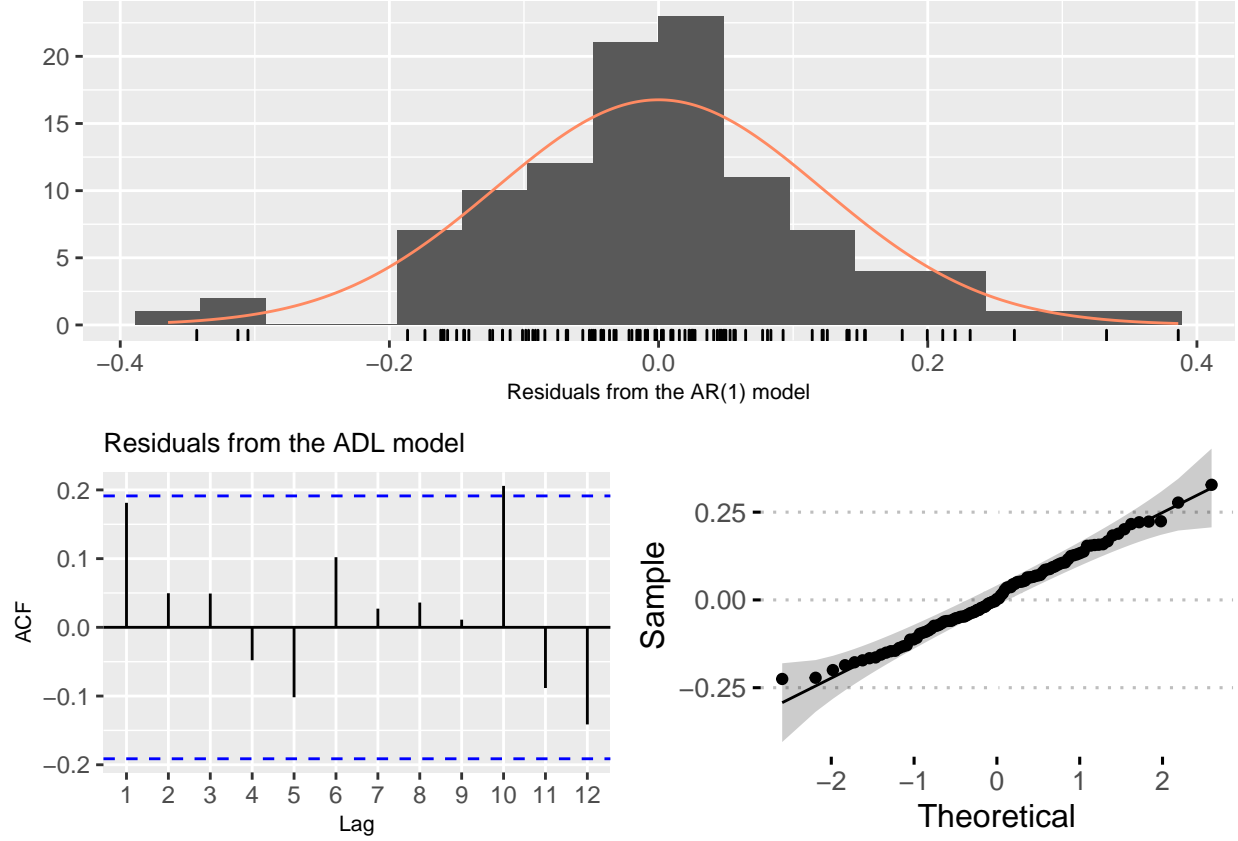 20
15
10
5
0
−0.4 −0.2 0.0 0.2 0.4
Residuals from the AR(1) model
Residuals from the ADL model
0.2
0.1
0.0
−0.1
−0.2
ACF
1 2 3 4 5 6 7 8 9 10 11 12
Lag
0.25
0.00
−0.25
Sample
−2 −1 0 1 2
Theoretical